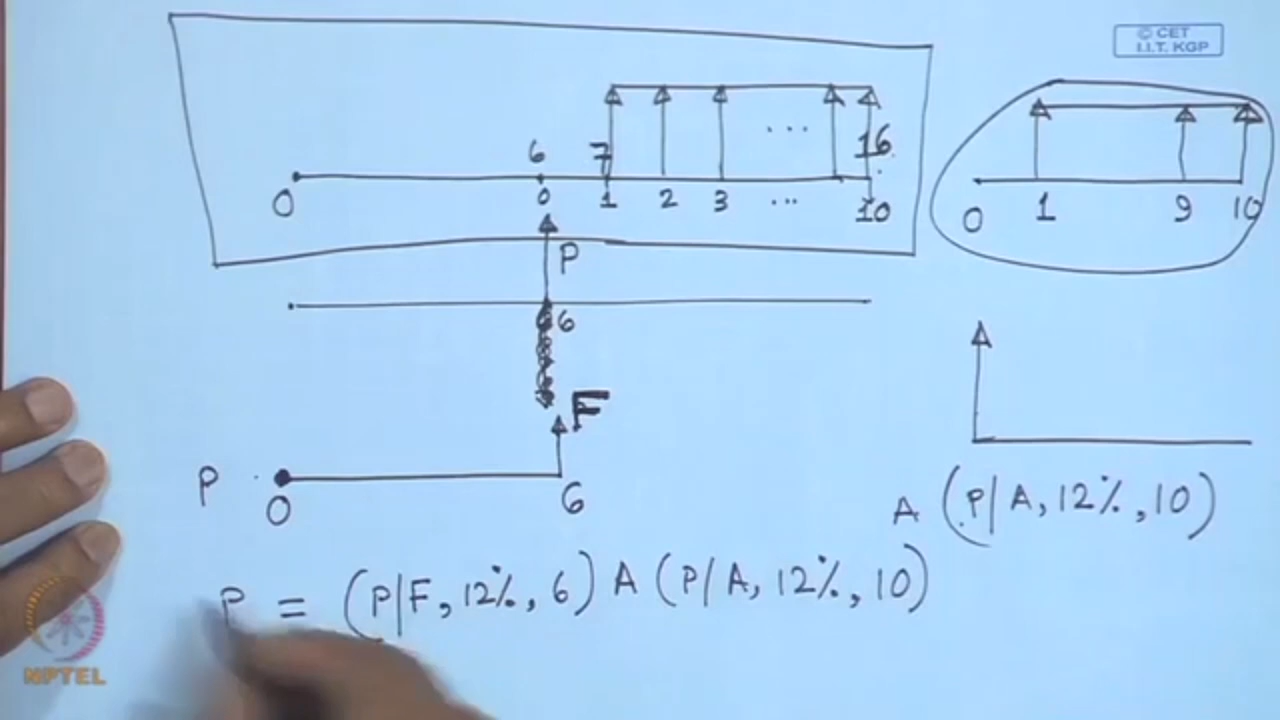 © CET
I.I.T. KGP
6 7 16
0 0 1 2 3 ... 10
0 1 9 10
P
6
F
P 0 6
A (P/A, 12%, 10)
P = (P/F, 12%, 6) A (P/A, 12%, 10)
NPTEL